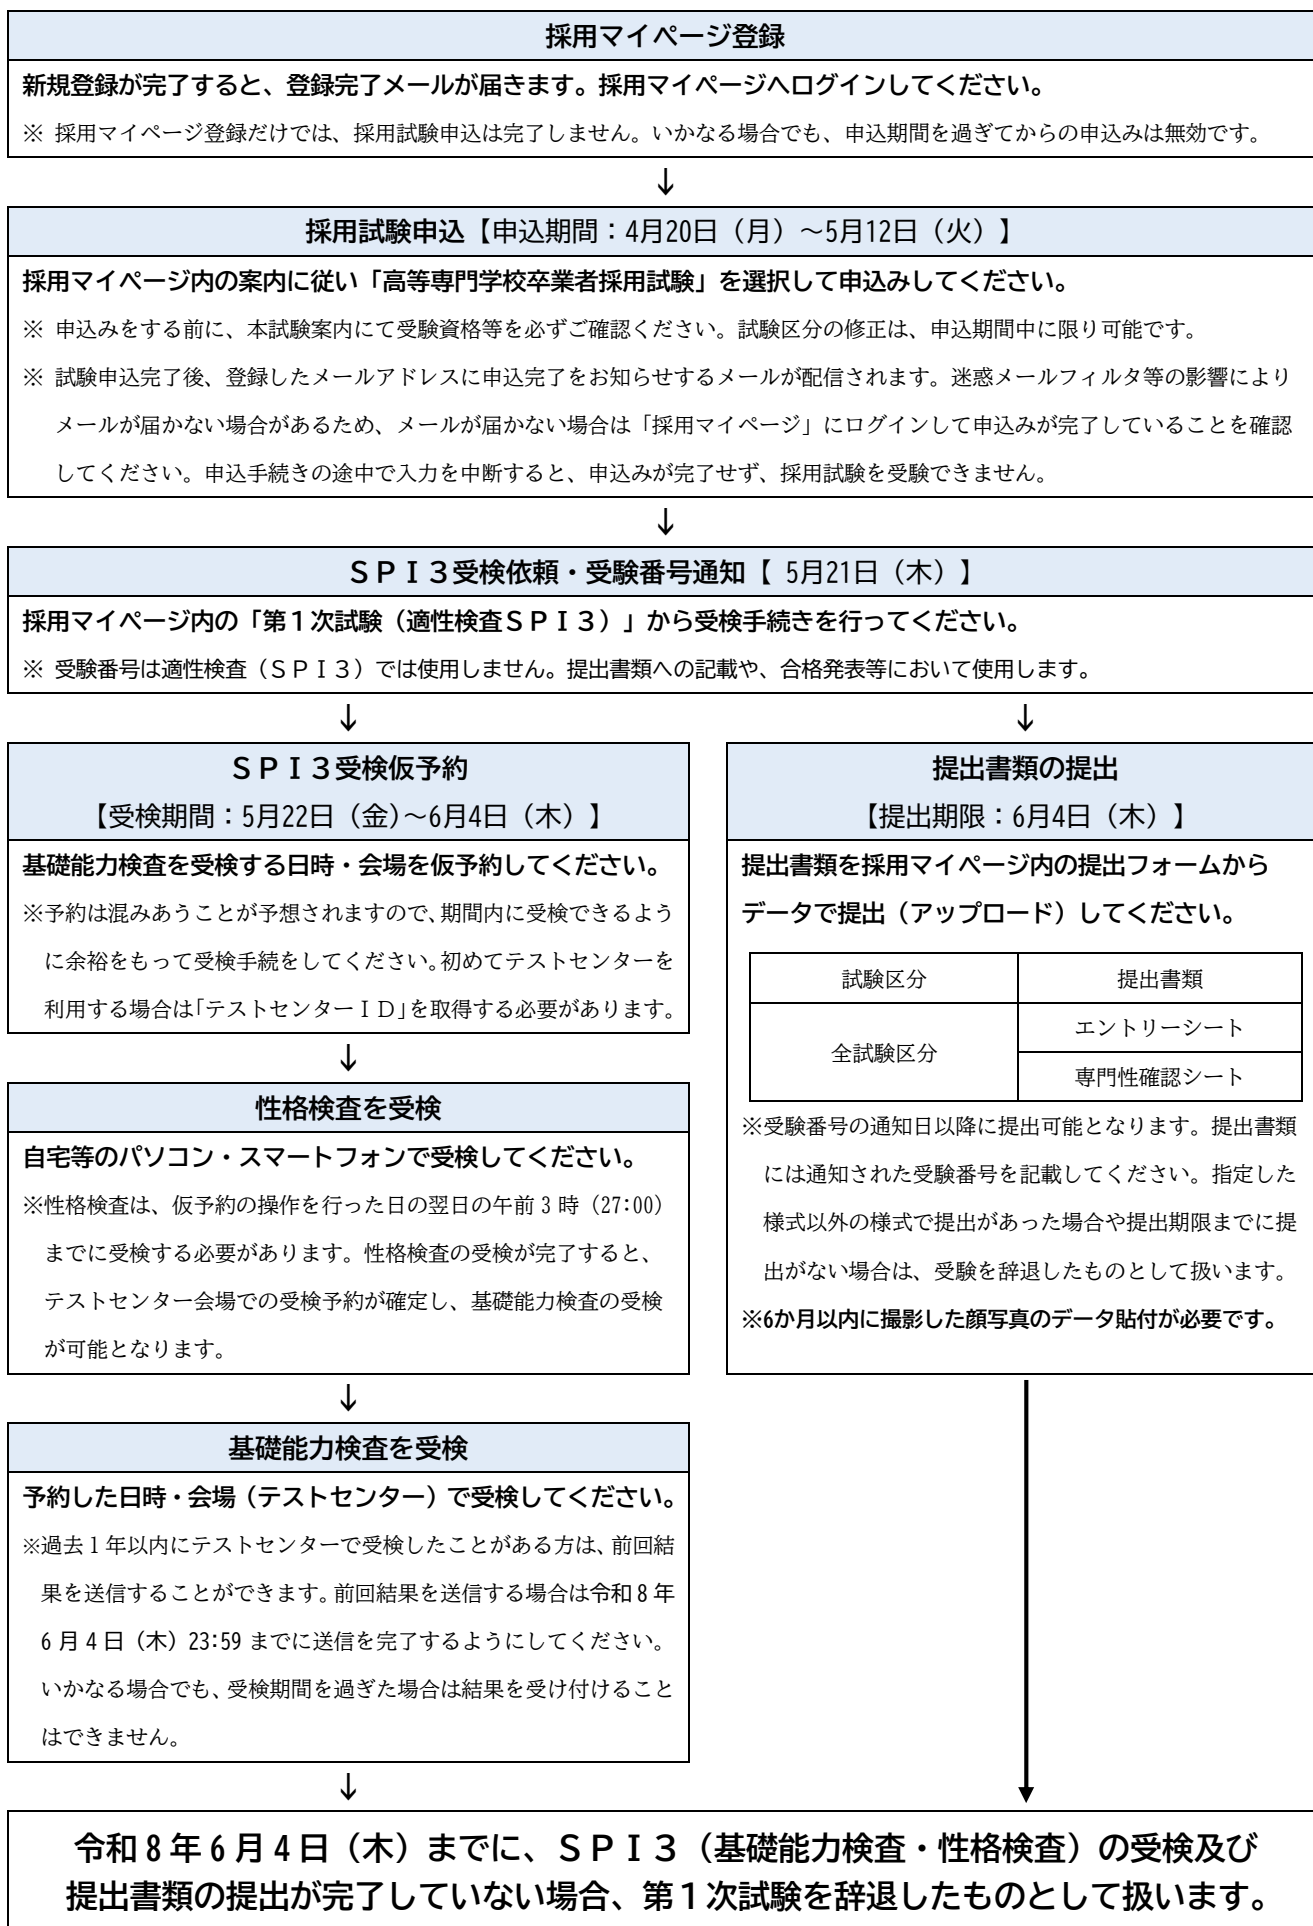 採用マイページ登録
新規登録が完了すると、登録完了メールが届きます。採用マイページへログインしてください。
※ 採用マイページ登録だけでは、採用試験申込は完了しません。いかなる場合でも、申込期間を過ぎてからの申込みは無効です。
↓
採用試験申込【申込期間：4月20日（月）～5月12日（火）】
採用マイページ内の案内に従い「高等専門学校卒業者採用試験」を選択して申込みしてください。
※ 申込みをする前に、本試験案内にて受験資格等を必ずご確認ください。試験区分の修正は、申込期間中に限り可能です。
※ 試験申込完了後、登録したメールアドレスに申込完了をお知らせするメールが配信されます。迷惑メールフィルタ等の影響により
メールが届かない場合があるため、メールが届かない場合は「採用マイページ」にログインして申込みが完了していることを確認
してください。申込手続きの途中で入力を中断すると、申込みが完了せず、採用試験を受験できません。
↓
ＳＰＩ３受検依頼・受験番号通知【 5月21日（木）】
採用マイページ内の「第１次試験（適性検査ＳＰＩ３）」から受検手続きを行ってください。
※ 受験番号は適性検査（ＳＰＩ３）では使用しません。提出書類への記載や、合格発表等において使用します。
↓
ＳＰＩ３受検仮予約
【受検期間：5月22日（金）～6月4日（木）】
基礎能力検査を受検する日時・会場を仮予約してください。
※予約は混みあうことが予想されますので、期間内に受検できるよう
に余裕をもって受検手続をしてください。初めてテストセンターを
利用する場合は「テストセンターＩＤ」を取得する必要があります。
↓
性格検査を受検
自宅等のパソコン・スマートフォンで受検してください。
※性格検査は、仮予約の操作を行った日の翌日の午前３時（27:00）
までに受検する必要があります。性格検査の受検が完了すると、
テストセンター会場での受検予約が確定し、基礎能力検査の受検
が可能となります。
↓
基礎能力検査を受検
予約した日時・会場（テストセンター）で受検してください。
※過去１年以内にテストセンターで受検したことがある方は、前回結
果を送信することができます。前回結果を送信する場合は令和８年
６月４日（木）23:59 までに送信を完了するようにしてください。
いかなる場合でも、受検期間を過ぎた場合は結果を受け付けること
はできません。
↓
↓
提出書類の提出
【提出期限：6月4日（木）】
提出書類を採用マイページ内の提出フォームから
データで提出（アップロード）してください。
試験区分 提出書類
全試験区分 エントリーシート
専門性確認シート
※受験番号の通知日以降に提出可能となります。提出書類
には通知された受験番号を記載してください。指定した
様式以外の様式で提出があった場合や提出期限までに提
出がない場合は、受験を辞退したものとして扱います。
※6か月以内に撮影した顔写真のデータ貼付が必要です。
令和８年６月４日（木）までに、ＳＰＩ３（基礎能力検査・性格検査）の受検及び
提出書類の提出が完了していない場合、第１次試験を辞退したものとして扱います。